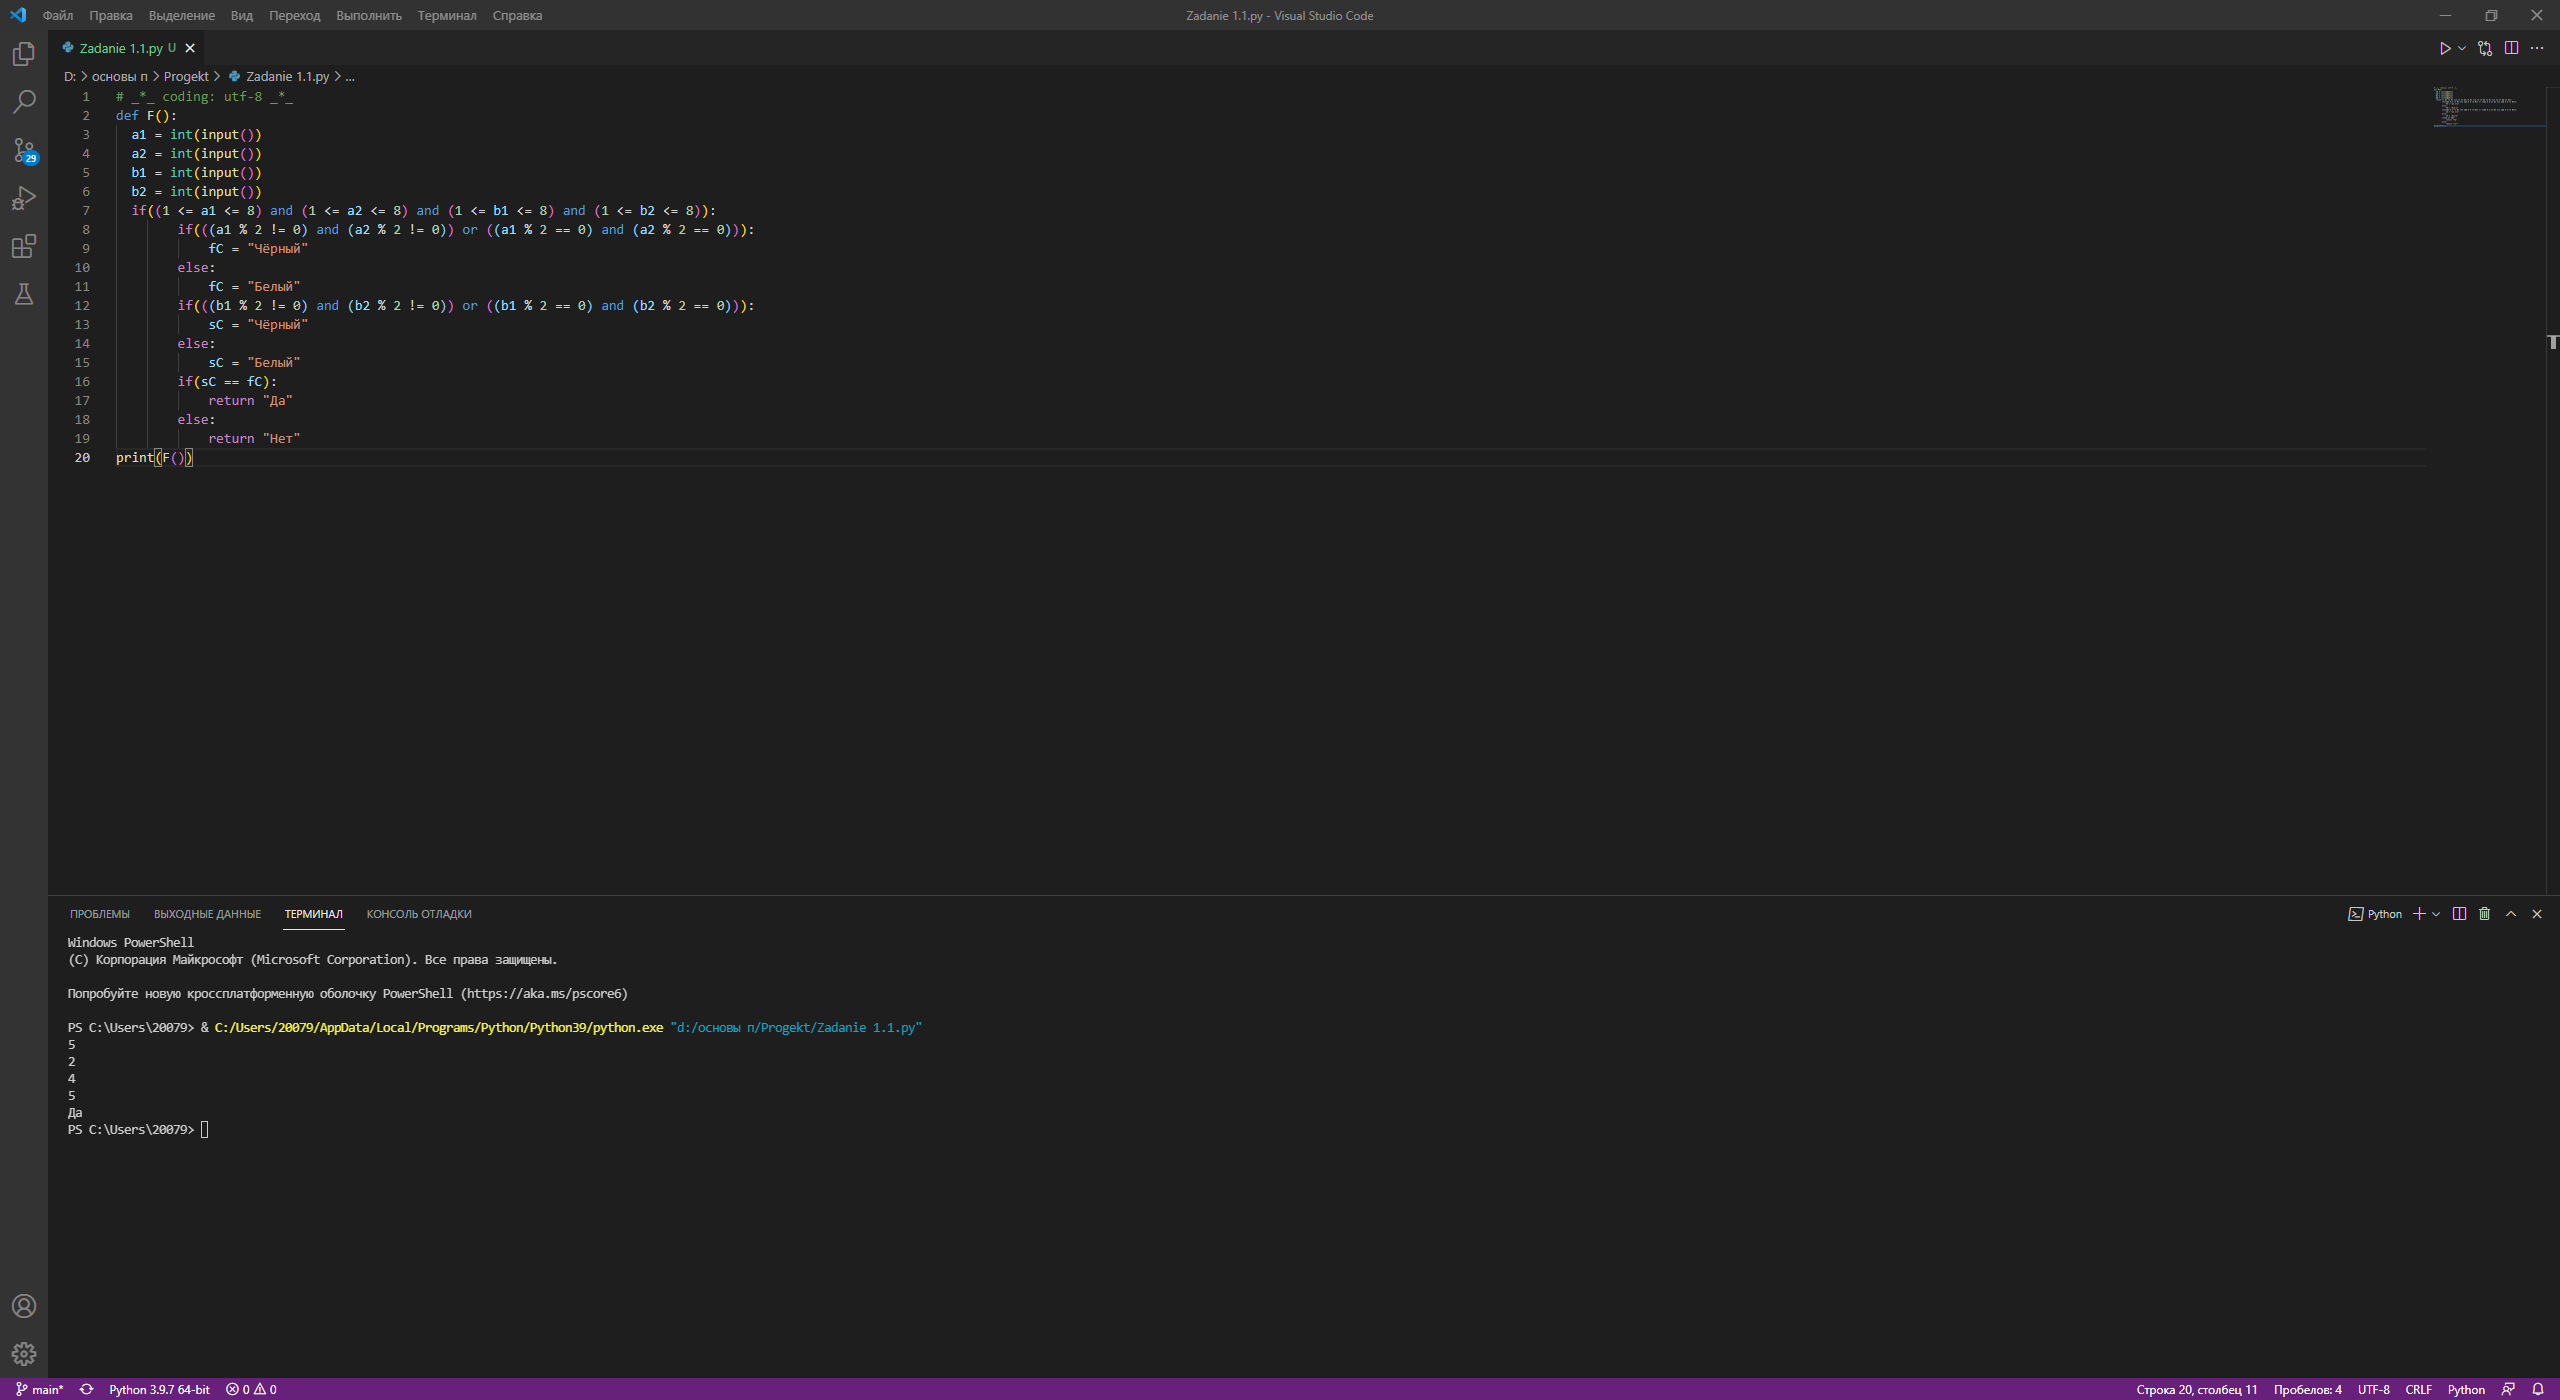 Файл Правка Выделение Вид Переход Выполнить Терминал Справка
Zadanie 1.1.py - Visual Studio Code
Zadanie 1.1.py U
D: > основы п > Progekt > Zadanie 1.1.py > ...
29
1 # _*_ coding: utf-8 _*_
2 def F():
3 a1 = int(input())
4 a2 = int(input())
5 b1 = int(input())
6 b2 = int(input())
7 if((1 <= a1 <= 8) and (1 <= a2 <= 8) and (1 <= b1 <= 8) and (1 <= b2 <= 8)):
8 if(((a1 % 2 != 0) and (a2 % 2 != 0)) or ((a1 % 2 == 0) and (a2 % 2 == 0))):
9 fC = "Чёрный"
10 else:
11 fC = "Белый"
12 if(((b1 % 2 != 0) and (b2 % 2 != 0)) or ((b1 % 2 == 0) and (b2 % 2 == 0))):
13 sC = "Чёрный"
14 else:
15 sC = "Белый"
16 if(sC == fC):
17 return "Да"
18 else:
19 return "Нет"
20 print(F())
ПРОБЛЕМЫ ВЫХОДНЫЕ ДАННЫЕ ТЕРМИНАЛ КОНСОЛЬ ОТЛАДКИ
Python
Windows PowerShell
(C) Корпорация Майкрософт (Microsoft Corporation). Все права защищены.
Попробуйте новую кроссплатформенную оболочку PowerShell (https://aka.ms/pscore6)
PS C:\Users\20079> & C:/Users/20079/AppData/Local/Programs/Python/Python39/python.exe "d:/основы п/Progekt/Zadanie 1.1.py"
5
2
4
5
Да
PS C:\Users\20079>
main* Python 3.9.7 64-bit 0 0
Строка 20, столбец 11 Пробелов: 4 UTF-8 CRLF Python